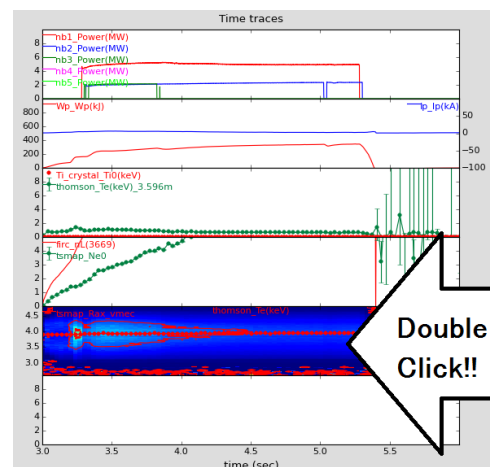 Time traces
10
8
6
4
2
0
nb1_Power(MW)
nb2_Power(MW)
nb3_Power(MW)
nb4_Power(MW)
nb5_Power(MW)
800
600
400
200
0
Wp_Wp(kJ)
Ip_Ip(kA)
50
0
−50
−100
8
6
4
2
0
Ti_crystal_Ti0(keV)
thomson_Te(keV)_3.596m
3
2
1
0
firc_nL(3669)
tsmap_Ne0
4.5
4.0
3.5
3.0
tsmap_Rax_vmec
thomson_Te(keV)
Double
Click!!
8
6
4
2
0
3.0 3.5 4.0 4.5 5.0 5.5
time (sec)